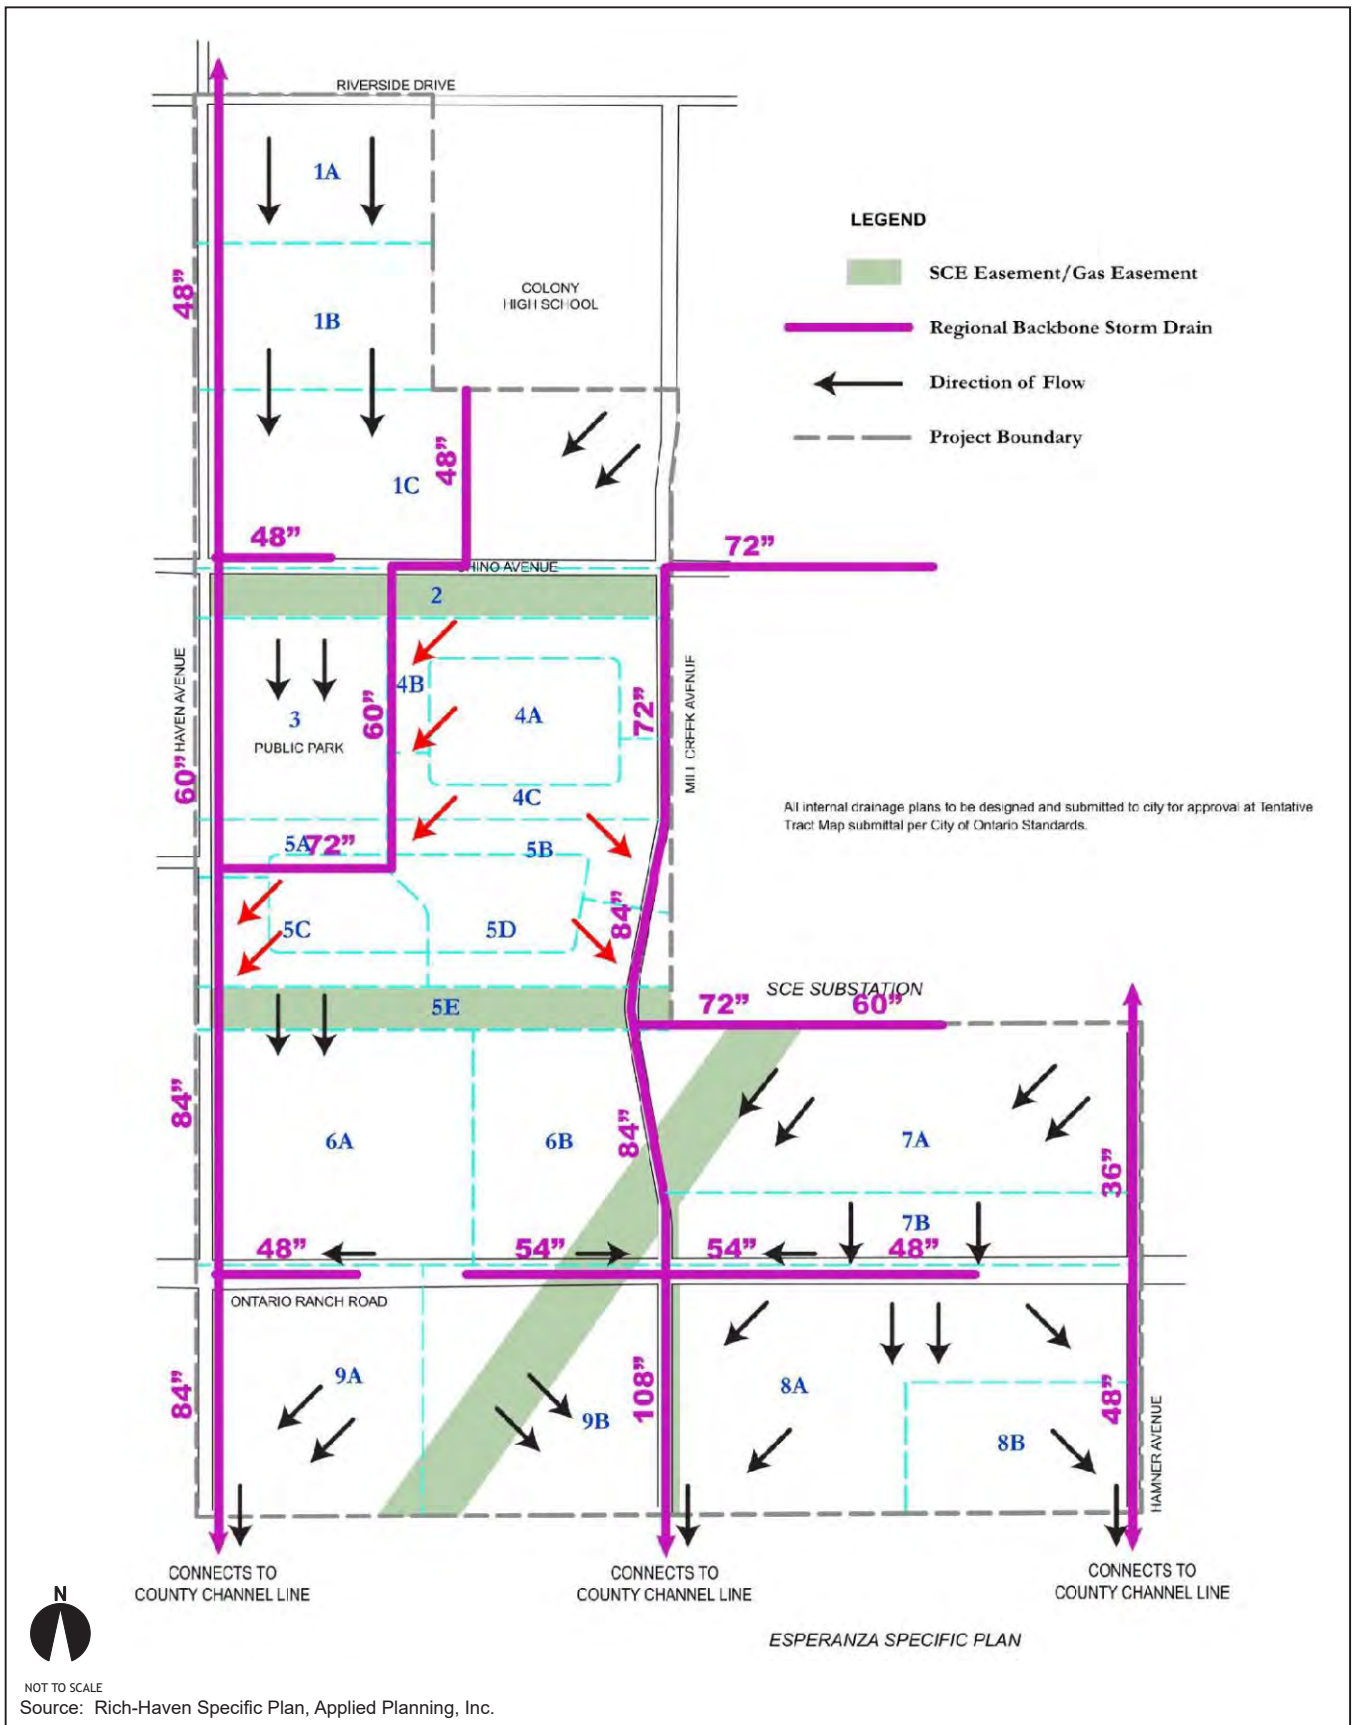 RIVERSIDE DRIVE
1A
LEGEND
COLONY
HIGH SCHOOL
SCE Easement/Gas Easement
48”
1B
Regional Backbone Storm Drain
Direction of Flow
Project Boundary
48”
1C
48”
72”
CHINO AVENUE
2
HAVEN AVENUE
MILL CREEK AVENUE
4B
60”
3
4A
72”
PUBLIC PARK
60”
4C
All internal drainage plans to be designed and submitted to city for approval at Tentative
Tract Map submittal per City of Ontario Standards.
5A
72”
5B
84”
5C
5D
SCE SUBSTATION
5E
72”
60”
84”
6A
6B
84”
7A
36”
7B
48”
54”
54”
48”
ONTARIO RANCH ROAD
9A
84”
108”
8A
48”
9B
8B
HAMNER AVENUE
CONNECTS TO
COUNTY CHANNEL LINE
CONNECTS TO
COUNTY CHANNEL LINE
CONNECTS TO
COUNTY CHANNEL LINE
N
ESPERANZA SPECIFIC PLAN
NOT TO SCALE
Source: Rich-Haven Specific Plan, Applied Planning, Inc.